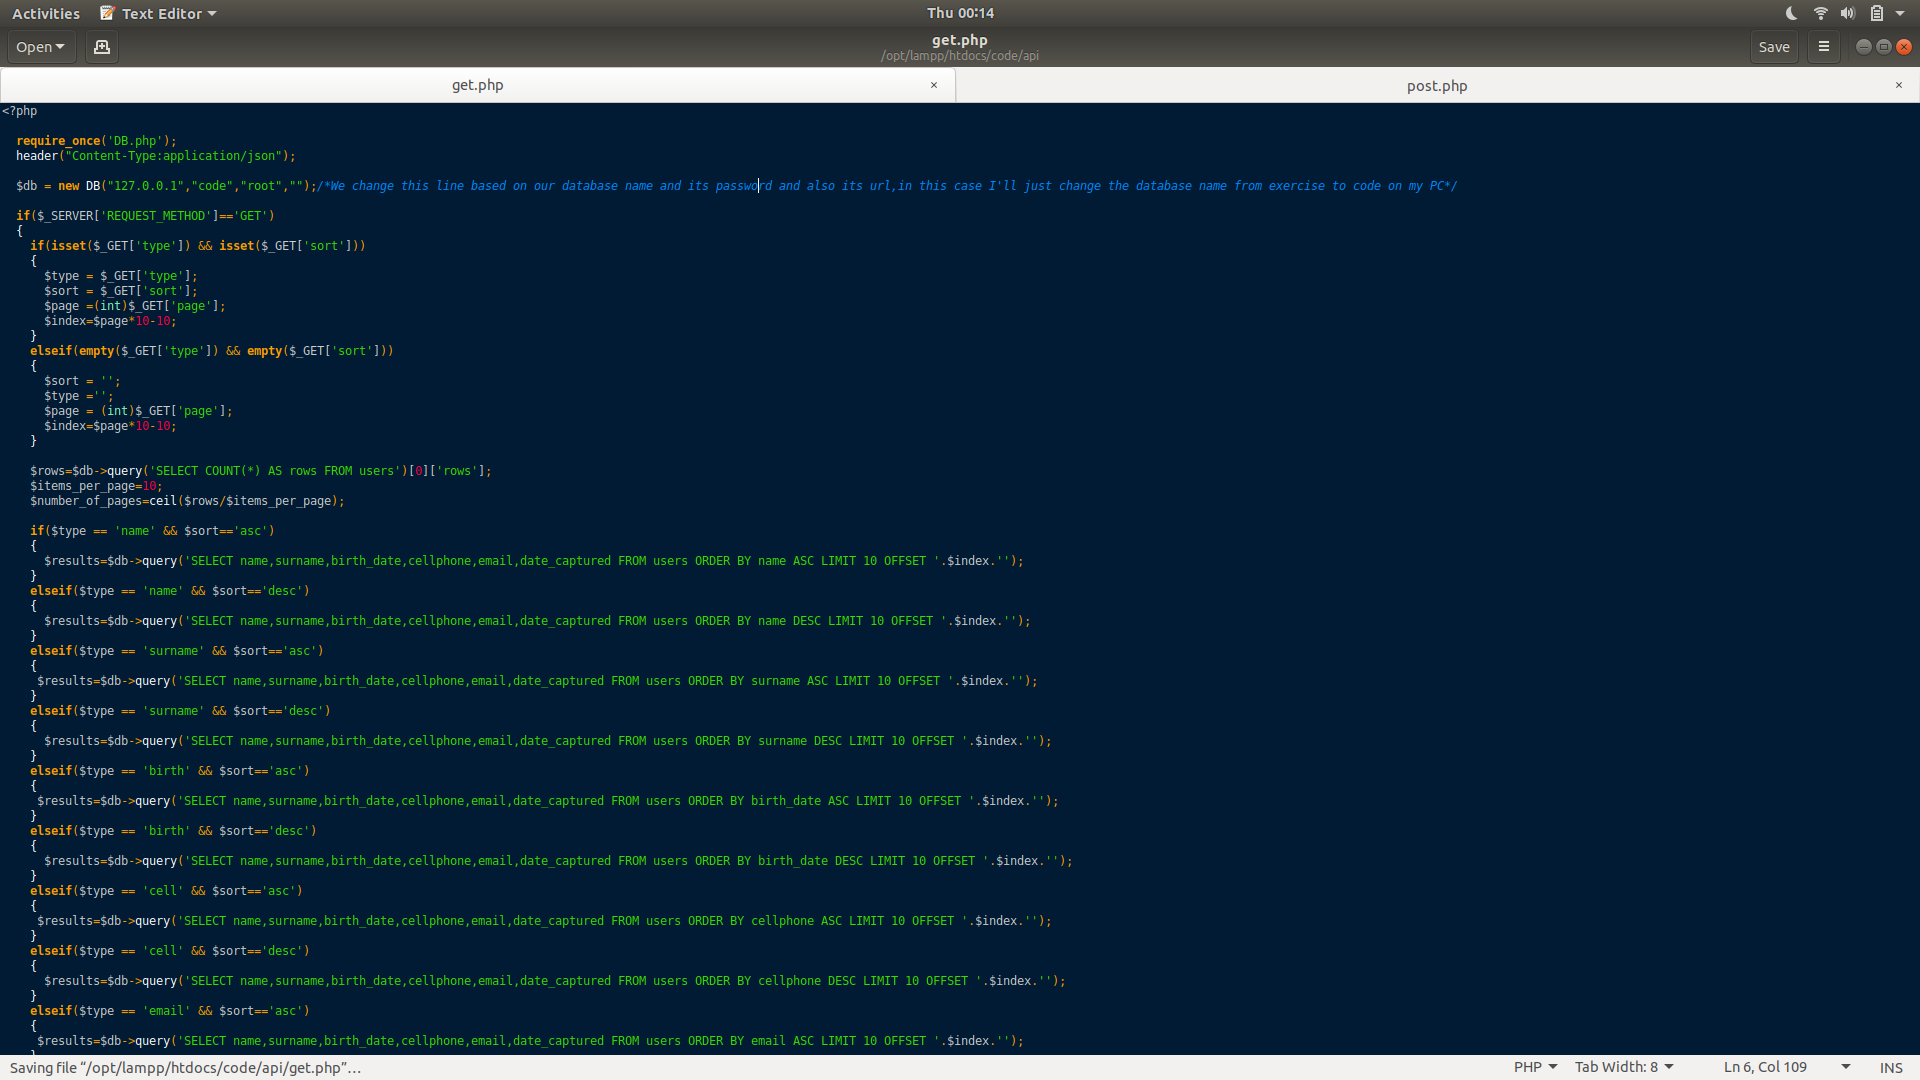 Activities Text Editor Thu 00:14
Open get.php Save
/opt/lampp/htdocs/code/api
get.php × post.php ×
<?php
require_once('DB.php');
header("Content-Type:application/json");
$db = new DB("127.0.0.1","code","root","");/*We change this line based on our database name and its password and also its url,in this case I'll just change the database name from exercise to code on my PC*/
if($_SERVER['REQUEST_METHOD']=='GET')
{
if(isset($_GET['type']) && isset($_GET['sort']))
{
$type = $_GET['type'];
$sort = $_GET['sort'];
$page =(int)$_GET['page'];
$index=$page*10-10;
}
elseif(empty($_GET['type']) && empty($_GET['sort']))
{
$sort = '';
$type ='';
$page = (int)$_GET['page'];
$index=$page*10-10;
}
$rows=$db->query('SELECT COUNT(*) AS rows FROM users')[0]['rows'];
$items_per_page=10;
$number_of_pages=ceil($rows/$items_per_page);
if($type == 'name' && $sort=='asc')
{
$results=$db->query('SELECT name,surname,birth_date,cellphone,email,date_captured FROM users ORDER BY name ASC LIMIT 10 OFFSET '.$index.'');
}
elseif($type == 'name' && $sort=='desc')
{
$results=$db->query('SELECT name,surname,birth_date,cellphone,email,date_captured FROM users ORDER BY name DESC LIMIT 10 OFFSET '.$index.'');
}
elseif($type == 'surname' && $sort=='asc')
{
$results=$db->query('SELECT name,surname,birth_date,cellphone,email,date_captured FROM users ORDER BY surname ASC LIMIT 10 OFFSET '.$index.'');
}
elseif($type == 'surname' && $sort=='desc')
{
$results=$db->query('SELECT name,surname,birth_date,cellphone,email,date_captured FROM users ORDER BY surname DESC LIMIT 10 OFFSET '.$index.'');
}
elseif($type == 'birth' && $sort=='asc')
{
$results=$db->query('SELECT name,surname,birth_date,cellphone,email,date_captured FROM users ORDER BY birth_date ASC LIMIT 10 OFFSET '.$index.'');
}
elseif($type == 'birth' && $sort=='desc')
{
$results=$db->query('SELECT name,surname,birth_date,cellphone,email,date_captured FROM users ORDER BY birth_date DESC LIMIT 10 OFFSET '.$index.'');
}
elseif($type == 'cell' && $sort=='asc')
{
$results=$db->query('SELECT name,surname,birth_date,cellphone,email,date_captured FROM users ORDER BY cellphone ASC LIMIT 10 OFFSET '.$index.'');
}
elseif($type == 'cell' && $sort=='desc')
{
$results=$db->query('SELECT name,surname,birth_date,cellphone,email,date_captured FROM users ORDER BY cellphone DESC LIMIT 10 OFFSET '.$index.'');
}
elseif($type == 'email' && $sort=='asc')
{
$results=$db->query('SELECT name,surname,birth_date,cellphone,email,date_captured FROM users ORDER BY email ASC LIMIT 10 OFFSET '.$index.'');
}
Saving file “/opt/lampp/htdocs/code/api/get.php”… PHP Tab Width: 8 Ln 6, Col 109 INS